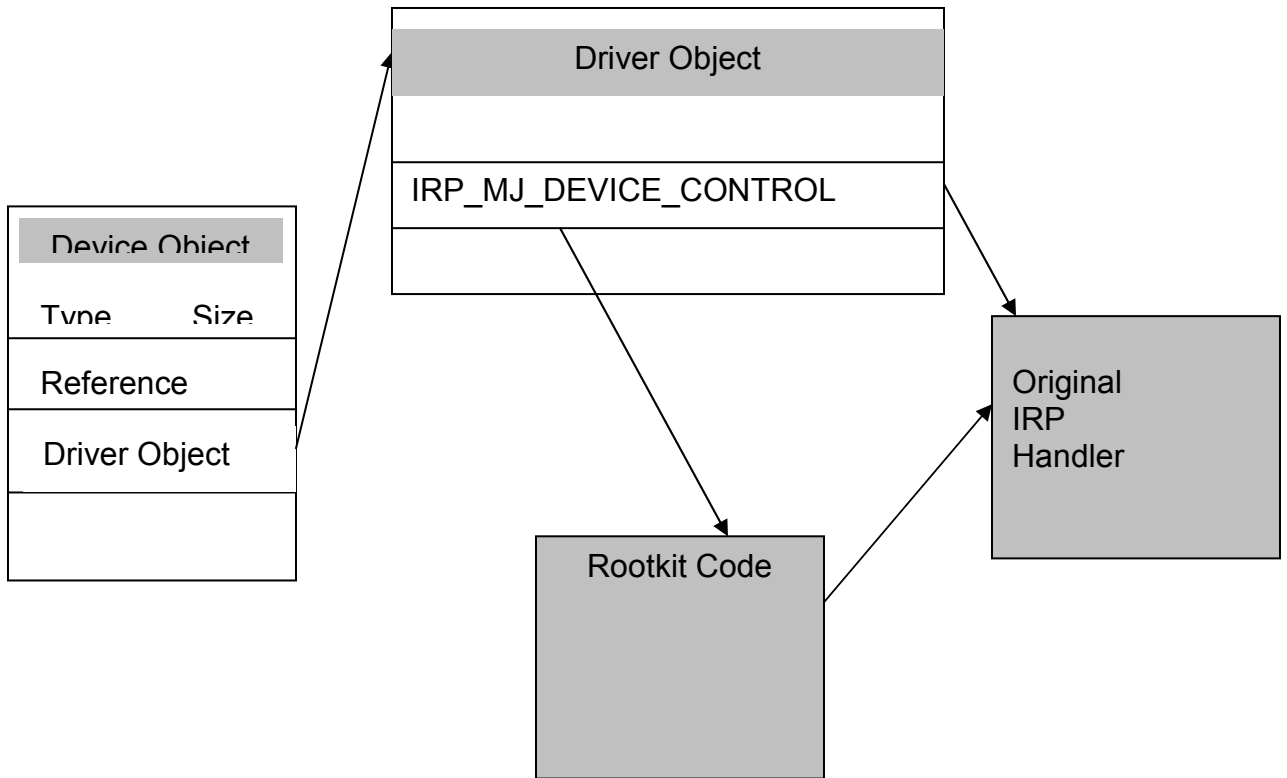 Driver Object
IRP_MJ_DEVICE_CONTROL
Device Object
Type Size
Reference
Driver Object
Original
IRP
Handler
Rootkit Code